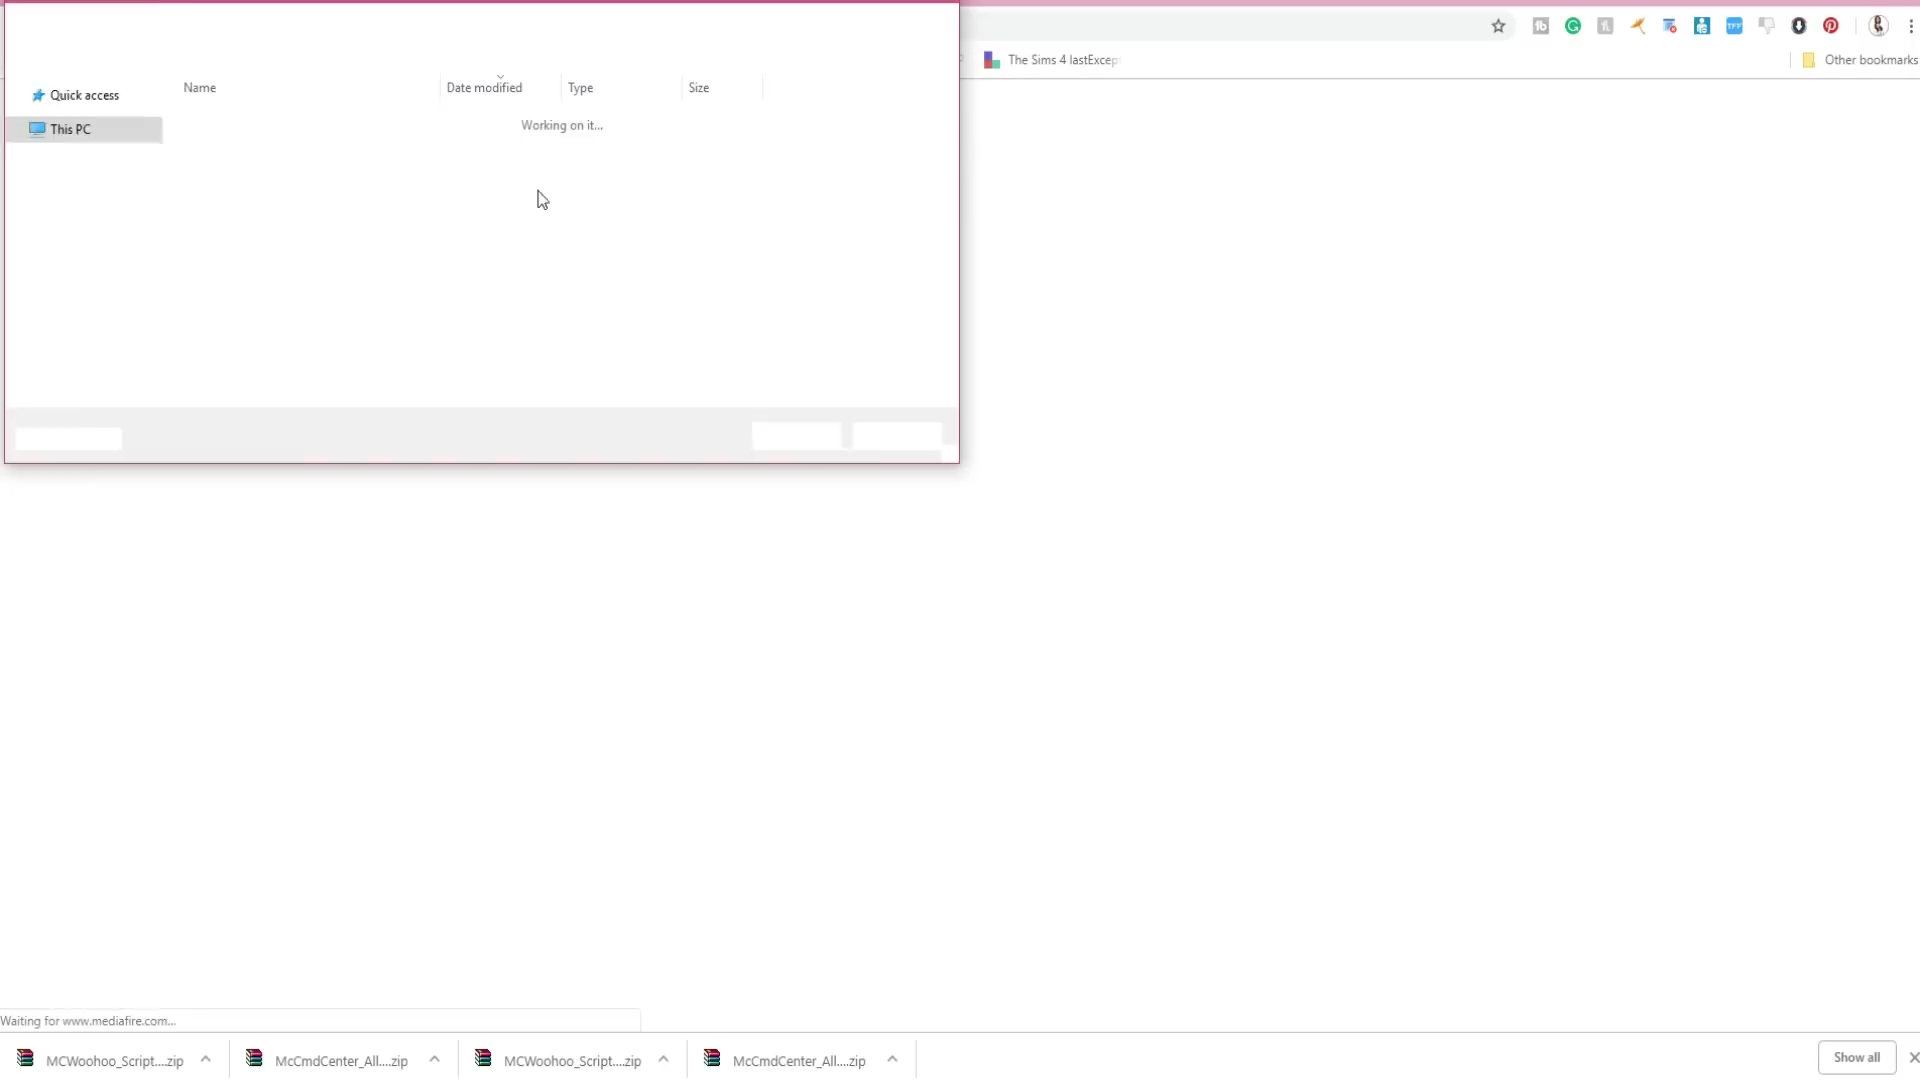 The Sims 4 lastExcep
Other bookmarks
Name
Date modified
Type
Size
Quick access
This PC
Working on it...
Waiting for www.mediafire.com...
MCWoohoo_Script....zip
McCmdCenter_All....zip
MCWoohoo_Script....zip
McCmdCenter_All....zip
Show all